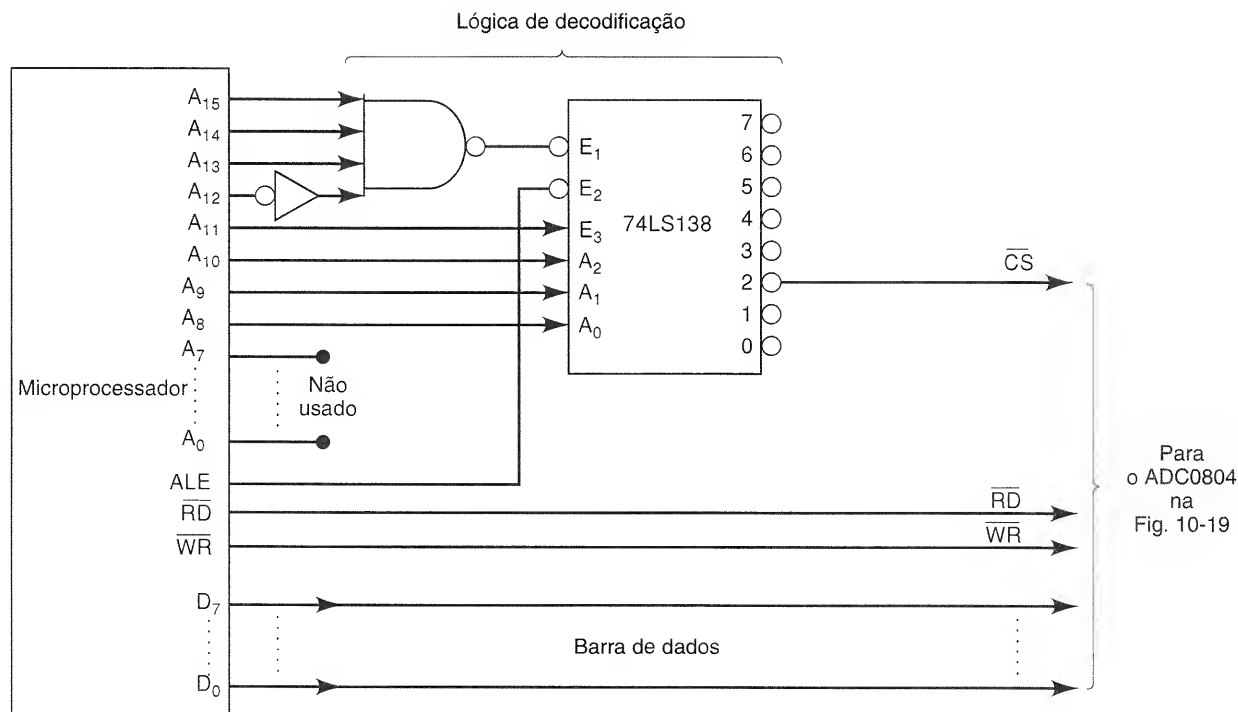 Lógica de decodificação
A15
A14
A13
A12
A11
A10
A9
A8
A7
Microprocessador
A0
ALE
RD
WR
D7
D0
Não
usado
E1
E2
E3
A2
A1
A0
74LS138
7
6
5
4
3
2
1
0
CS
RD
WR
Barra de dados
Para
o ADC0804
na
Fig. 10-19